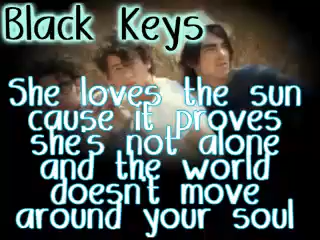 Black Keys
She loves the sun
cause it proves
she's not alone
and the world
doesn't move
around your soul